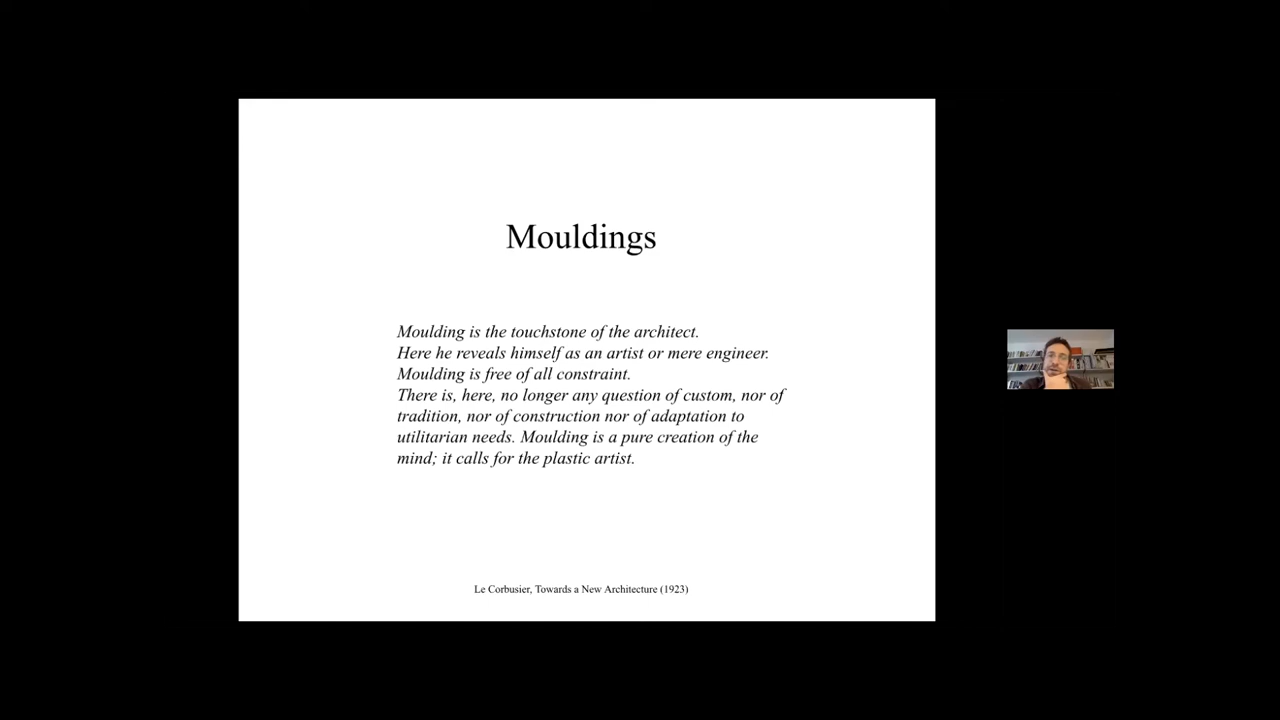 Mouldings
Moulding is the touchstone of the architect.
Here he reveals himself as an artist or mere engineer.
Moulding is free of all constraint.
There is, here, no longer any question of custom, nor of
tradition, nor of construction nor of adaptation to
utilitarian needs. Moulding is a pure creation of the
mind; it calls for the plastic artist.
Le Corbusier, Towards a New Architecture (1923)